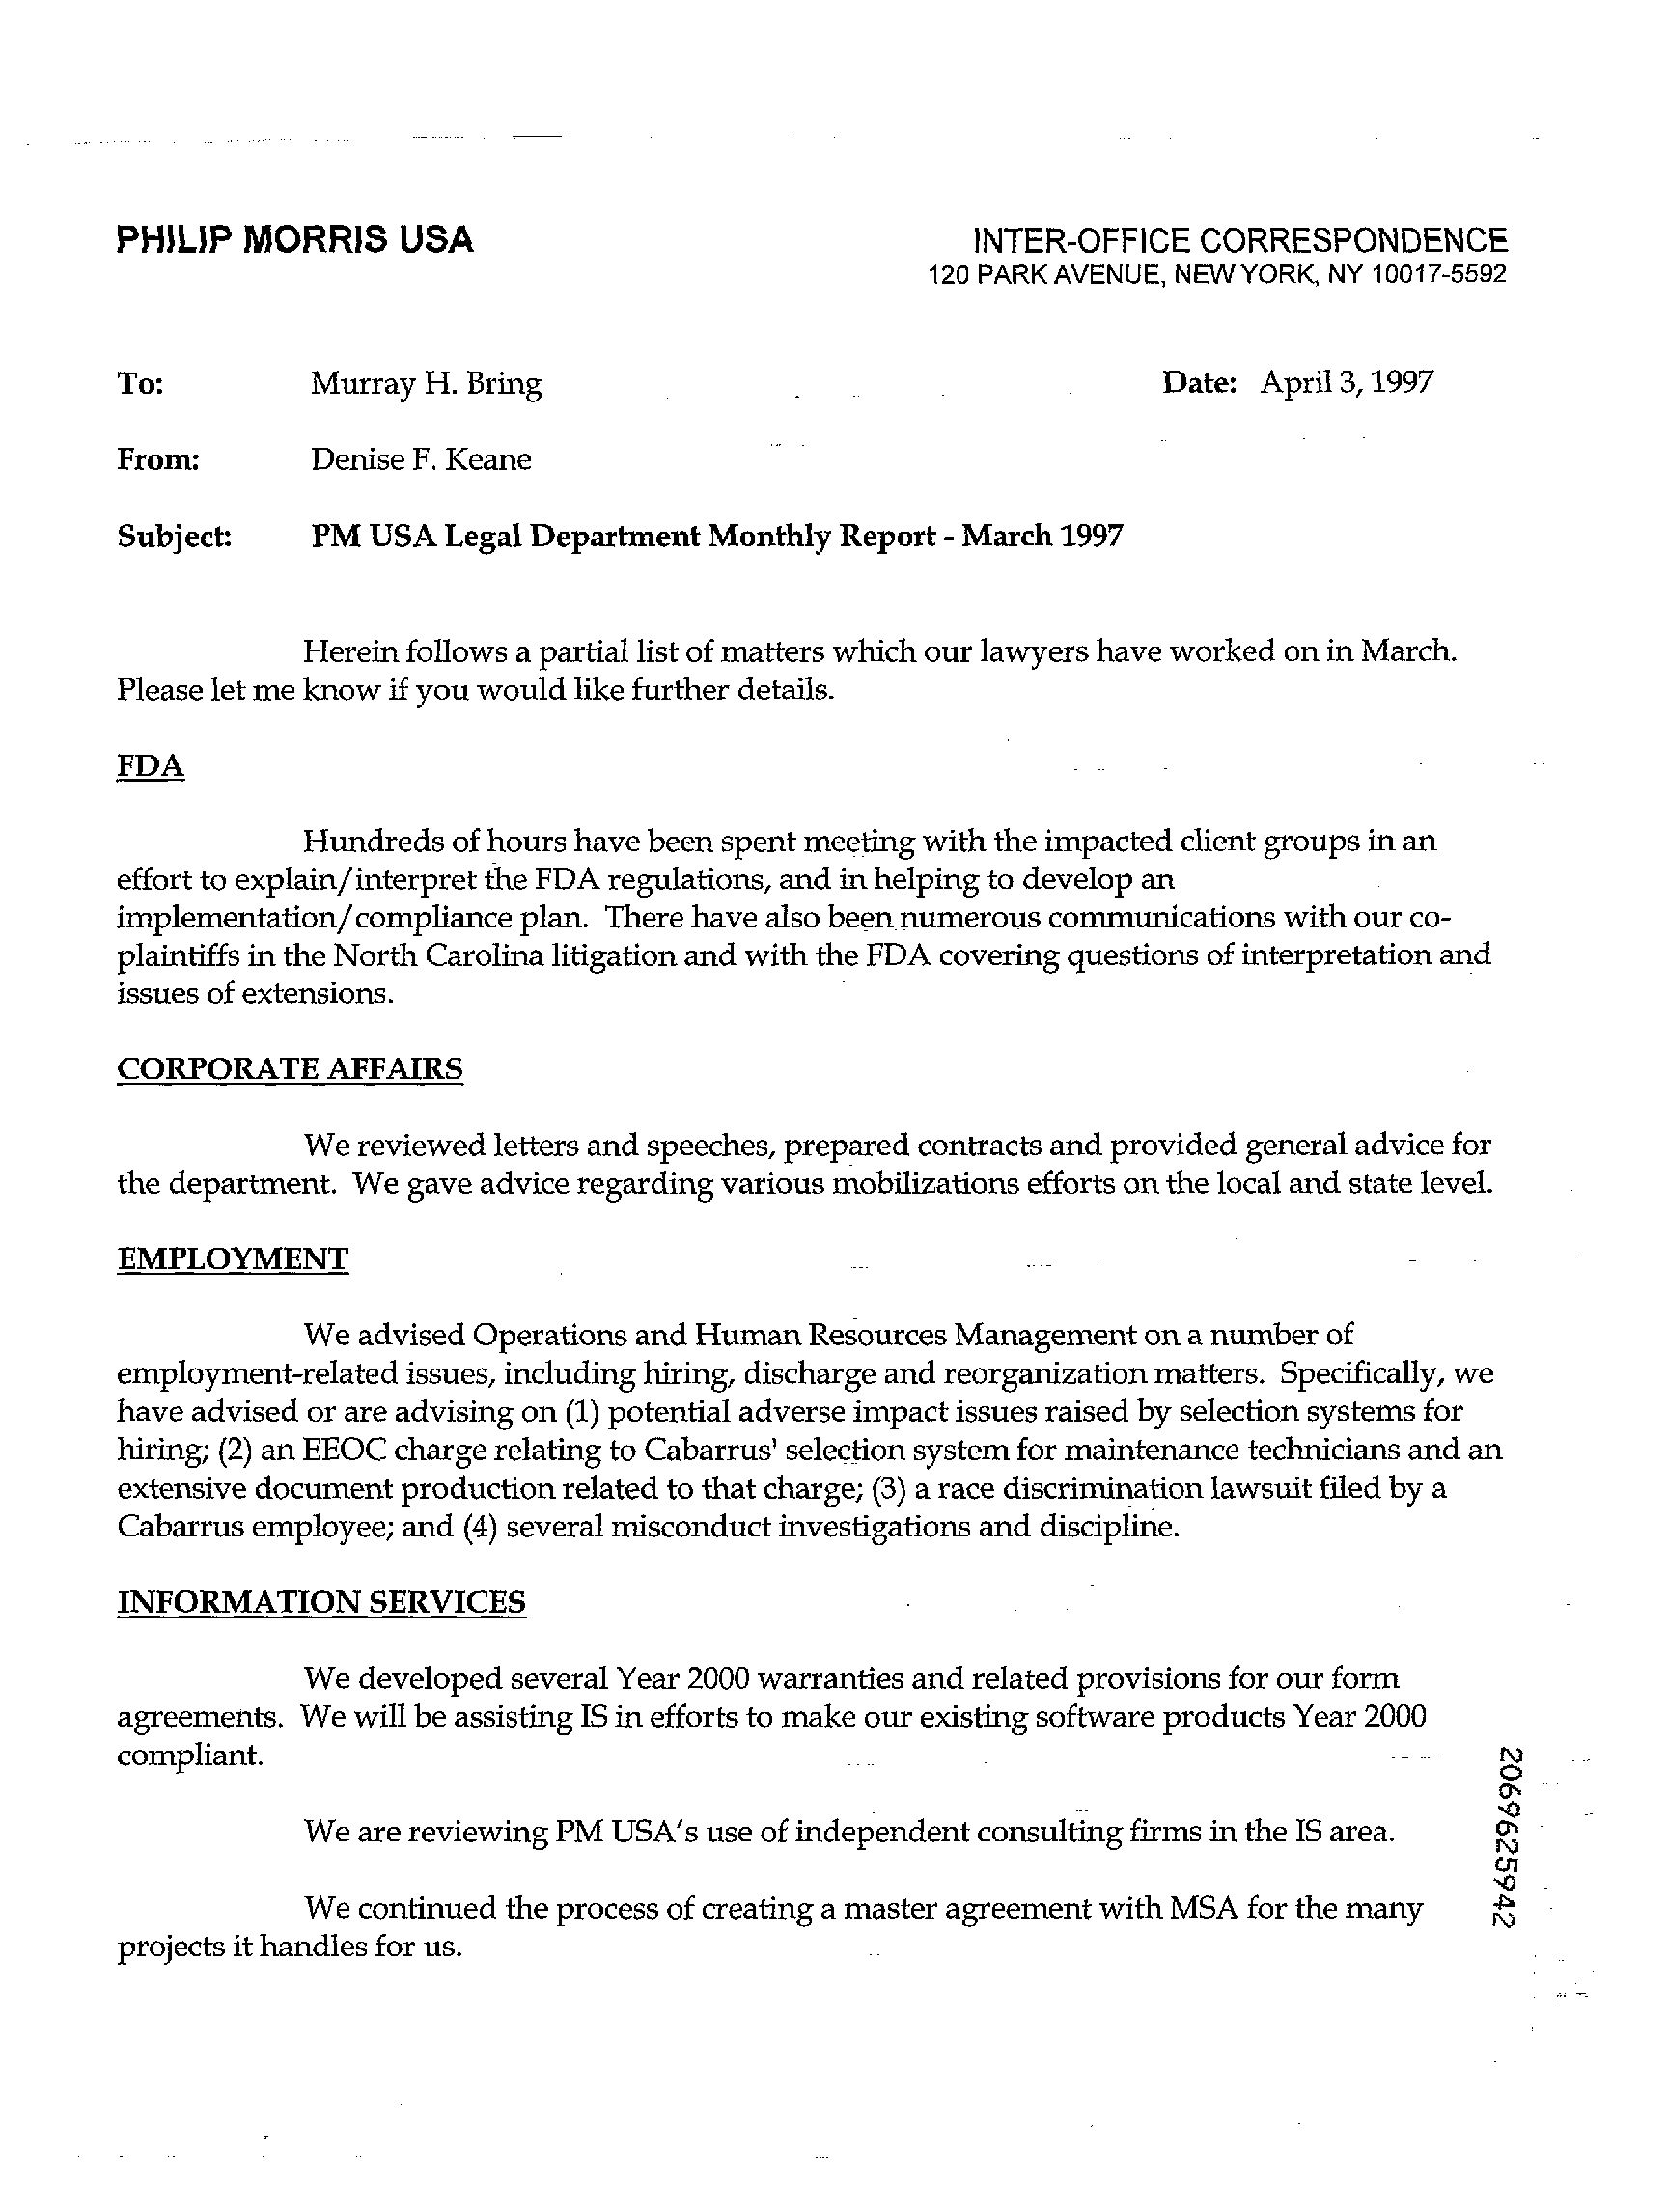 PHILIP MORRIS USA
INTER-OFFICE CORRESPONDENCE
120 PARK AVENUE, NEW YORK, NY 10017-5592
To: Murray H. Bring Date: April 3, 1997
From: Denise F. Keane
Subject: PM USA Legal Department Monthly Report - March 1997
Herein follows a partial list of matters which our lawyers have worked on in March.
Please let me know if you would like further details.
FDA
Hundreds of hours have been spent meeting with the impacted client groups in an
effort to explain/interpret the FDA regulations, and in helping to develop an
implementation/compliance plan. There have also been numerous communications with our co-
plaintiffs in the North Carolina litigation and with the FDA covering questions of interpretation and
issues of extensions.
CORPORATE AFFAIRS
We reviewed letters and speeches, prepared contracts and provided general advice for
the department. We gave advice regarding various mobilizations efforts on the local and state level.
EMPLOYMENT
We advised Operations and Human Resources Management on a number of
employment-related issues, including hiring, discharge and reorganization matters. Specifically, we
have advised or are advising on (1) potential adverse impact issues raised by selection systems for
hiring; (2) an EEOC charge relating to Cabarrus' selection system for maintenance technicians and an
extensive document production related to that charge; (3) a race discrimination lawsuit filed by a
Cabarrus employee; and (4) several misconduct investigations and discipline.
INFORMATION SERVICES
We developed several Year 2000 warranties and related provisions for our form
agreements. We will be assisting IS in efforts to make our existing software products Year 2000
compliant.
We are reviewing PM USA's use of independent consulting firms in the IS area.
We continued the process of creating a master agreement with MSA for the many
projects it handles for us.
2069625942